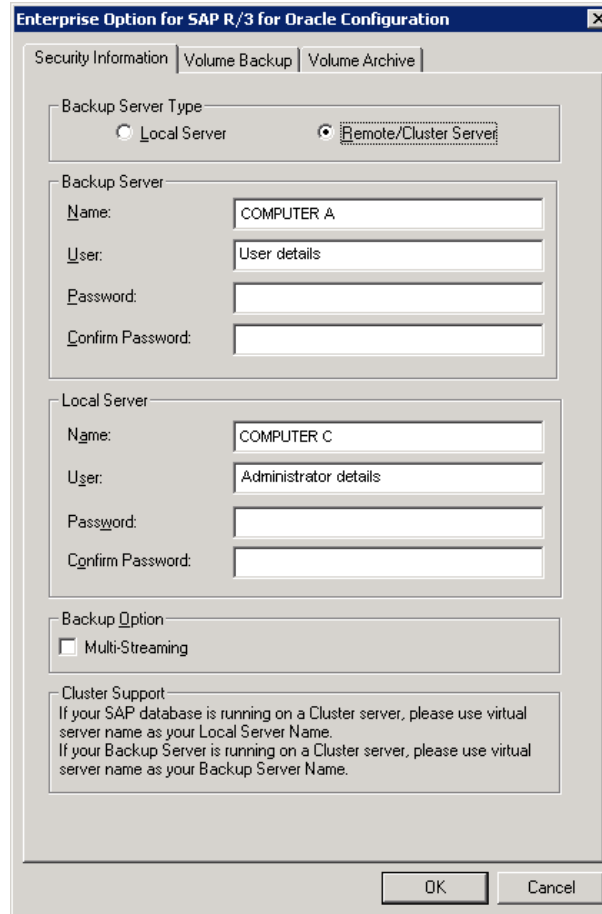 Enterprise Option for SAP R/3 for Oracle Configuration
Security Information Volume Backup Volume Archive
Backup Server Type
Local Server Remote/Cluster Server
Backup Server
Name: COMPUTER A
User: User details
Password:
Confirm Password:
Local Server
Name: COMPUTER C
User: Administrator details
Password:
Confirm Password:
Backup Option
Multi-Streaming
Cluster Support
If your SAP database is running on a Cluster server, please use virtual
server name as your Local Server Name.
If your Backup Server is running on a Cluster server, please use virtual
server name as your Backup Server Name.
OK Cancel